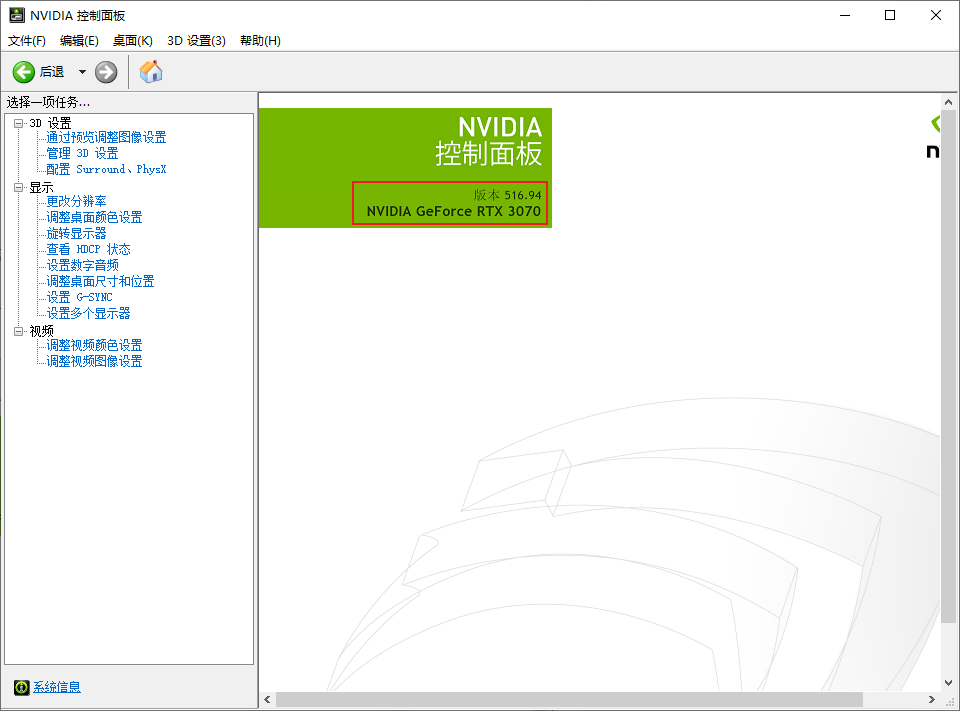 NVIDIA 控制面板
文件(F) 编辑(E) 桌面(K) 3D 设置(3) 帮助(H)
后退
选择一项任务...
3D 设置
通过预览调整图像设置
管理 3D 设置
配置 Surround、PhysX
显示
更改分辨率
调整桌面颜色设置
旋转显示器
查看 HDCP 状态
设置数字音频
调整桌面尺寸和位置
设置 G-SYNC
设置多个显示器
视频
调整视频颜色设置
调整视频图像设置
系统信息
NVIDIA
控制面板
版本 516.94
NVIDIA GeForce RTX 3070
n